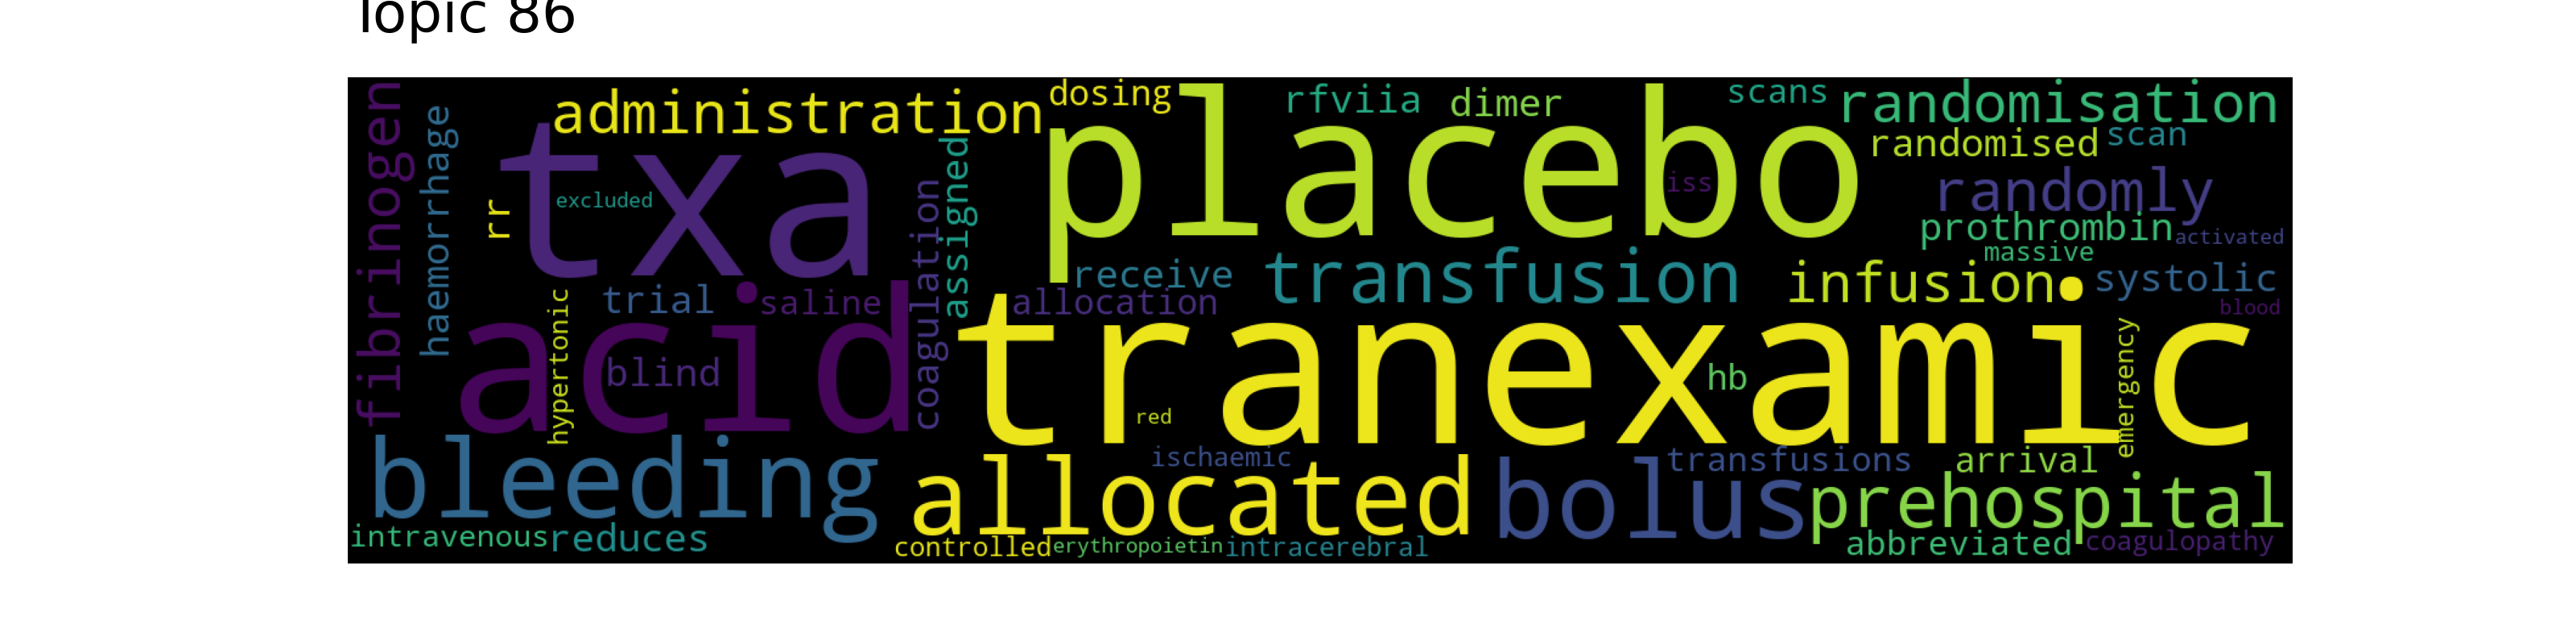 Topic 86
dosing
rfviia
dimer
scans
randomisation
administration
placebo
randomised
scan
fibrinogen
haemorrhage
txa
assigned
iss
randomly
excluded
rr
coagulation
prothrombin
activated
massive
receive
transfusion
infusion
systolic
trial
saline
allocation
blood
acid
tranexamic
hypertonic
blind
hb
emergency
red
bleeding
ischaemic
transfusions
arrival
allocated
bolus
prehospital
intravenous
reduces
controlled
erythropoietin
intracerebral
abbreviated
coagulopathy